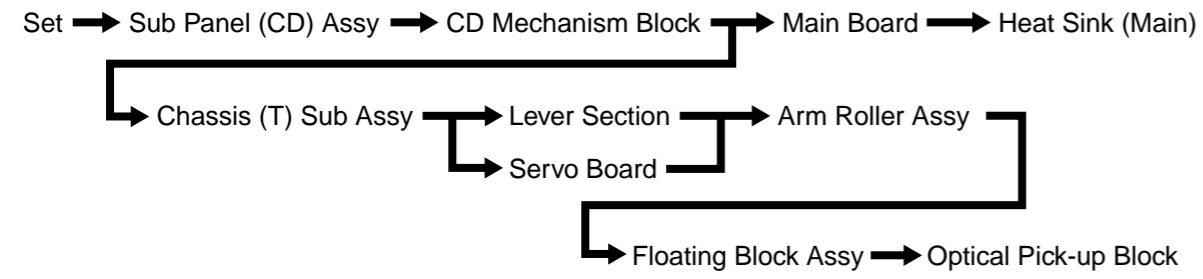 Set Sub Panel (CD) Assy CD Mechanism Block Main Board Heat Sink (Main)
Chassis (T) Sub Assy Lever Section Arm Roller Assy
Servo Board
Floating Block Assy Optical Pick-up Block